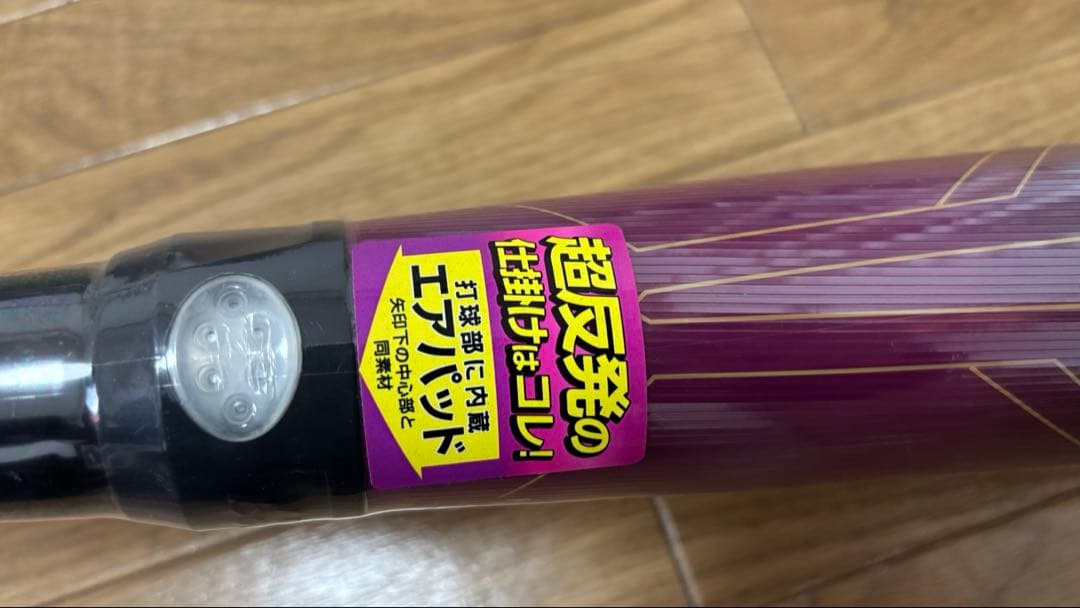 超反発の
仕掛けはコレ!
打球部に内蔵
エアパッド
矢印下の中心部と
同素材